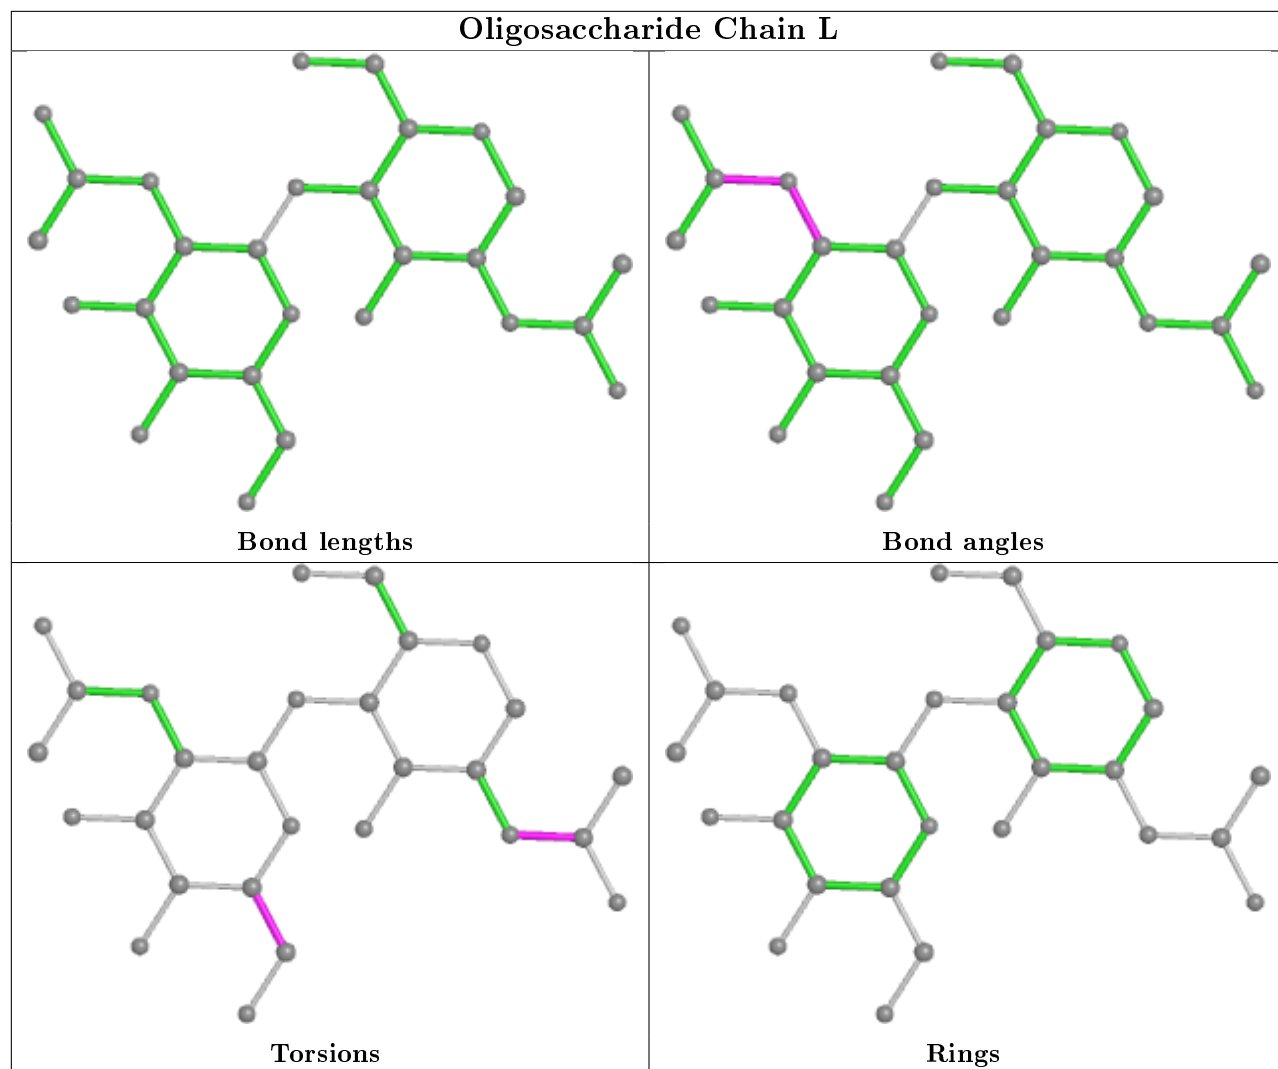 Oligosaccharide Chain L
Bond lengths
Bond angles
Torsions
Rings